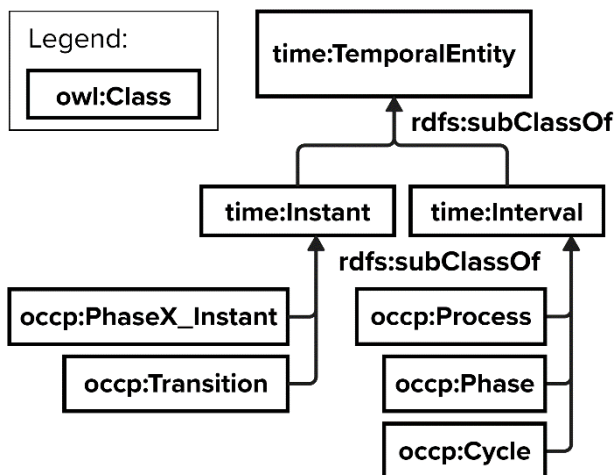 Legend:
owl:Class
time:TemporalEntity
rdfs:subClassOf
time:Instant
time:Interval
rdfs:subClassOf
occp:PhaseX_Instant
occp:Process
occp:Transition
occp:Phase
occp:Cycle